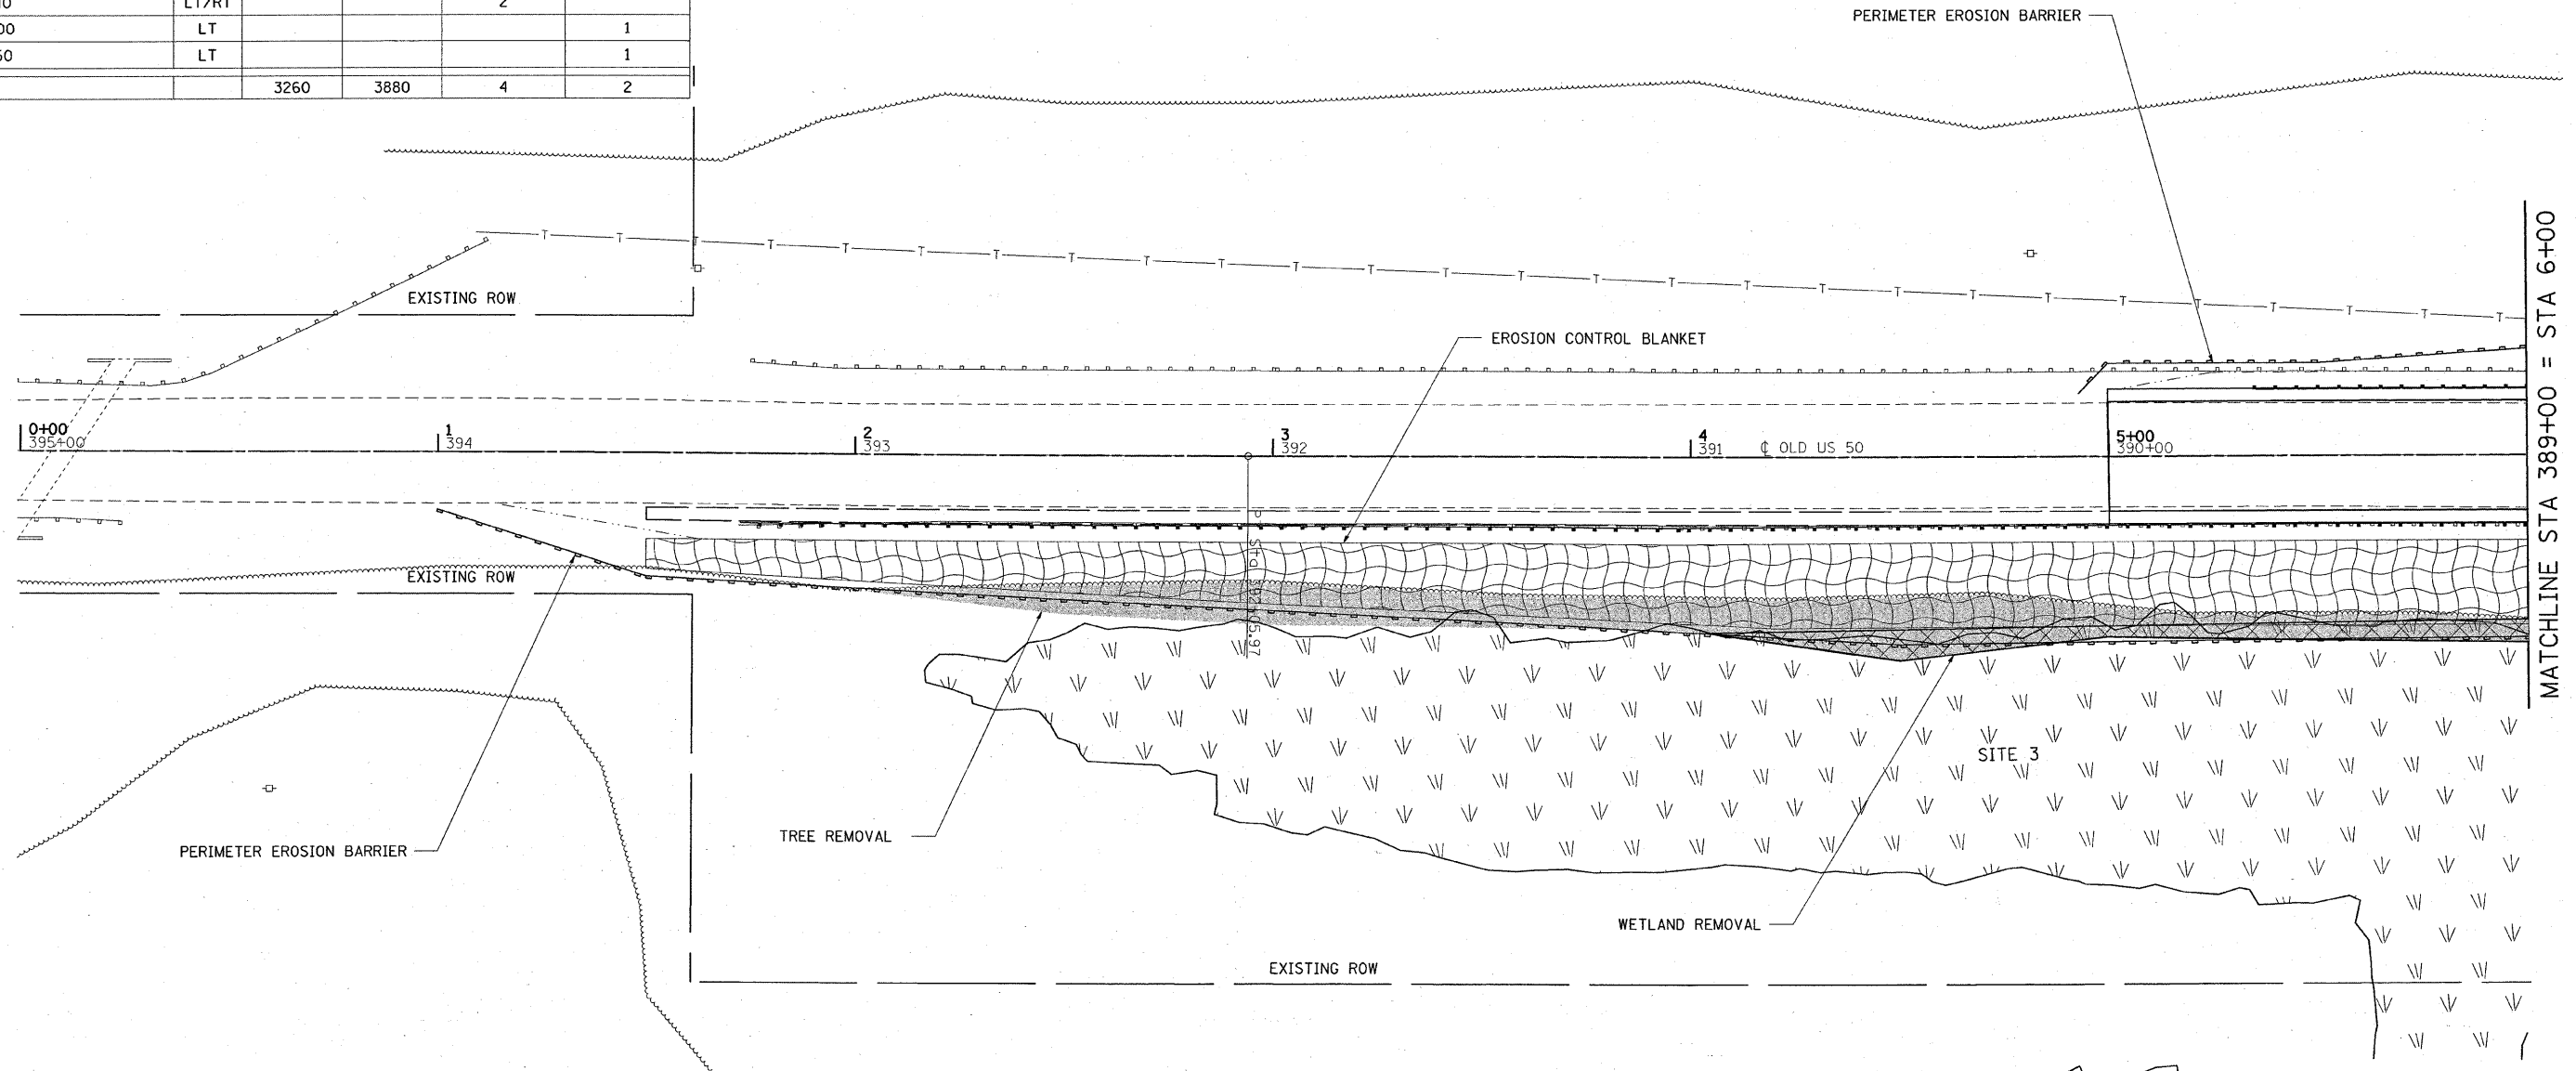 LT/RT 2
LT 1
LT 1
3260 3880 4 2
PERIMETER EROSION BARRIER
EXISTING ROW
EROSION CONTROL BLANKET
MATCHLINE STA 389+00 = STA 6+00
0+00 1 2 3 4 5+00
395+00 394 393 392 391 ℄ OLD US 50 390+00
EXISTING ROW
SITE 3
TREE REMOVAL
PERIMETER EROSION BARRIER
WETLAND REMOVAL
EXISTING ROW